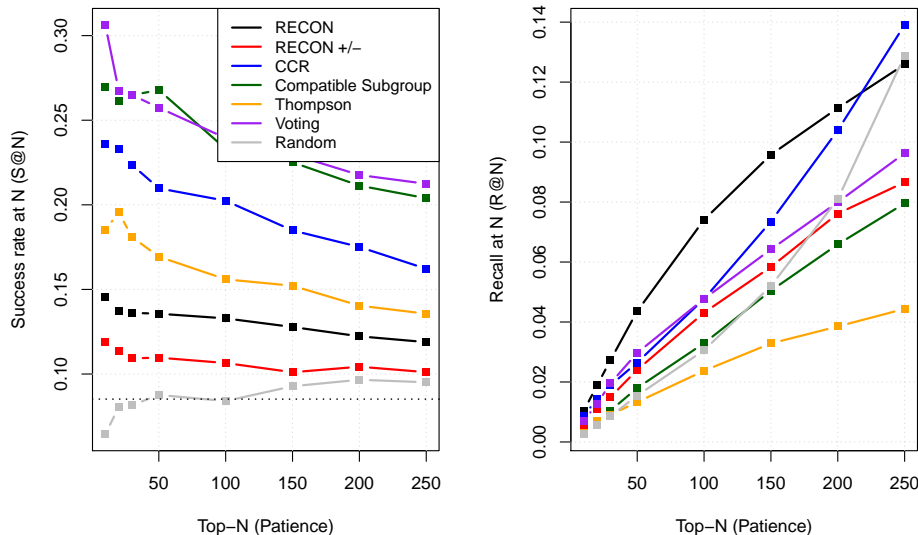 RECON
RECON +/−
CCR
Compatible Subgroup
Thompson
Voting
Random
Success rate at N (S@N)
0.30
0.25
0.20
0.15
0.10
50 100 150 200 250
Top−N (Patience)
Recall at N (R@N)
0.14
0.12
0.10
0.08
0.06
0.04
0.02
0.00
50 100 150 200 250
Top−N (Patience)